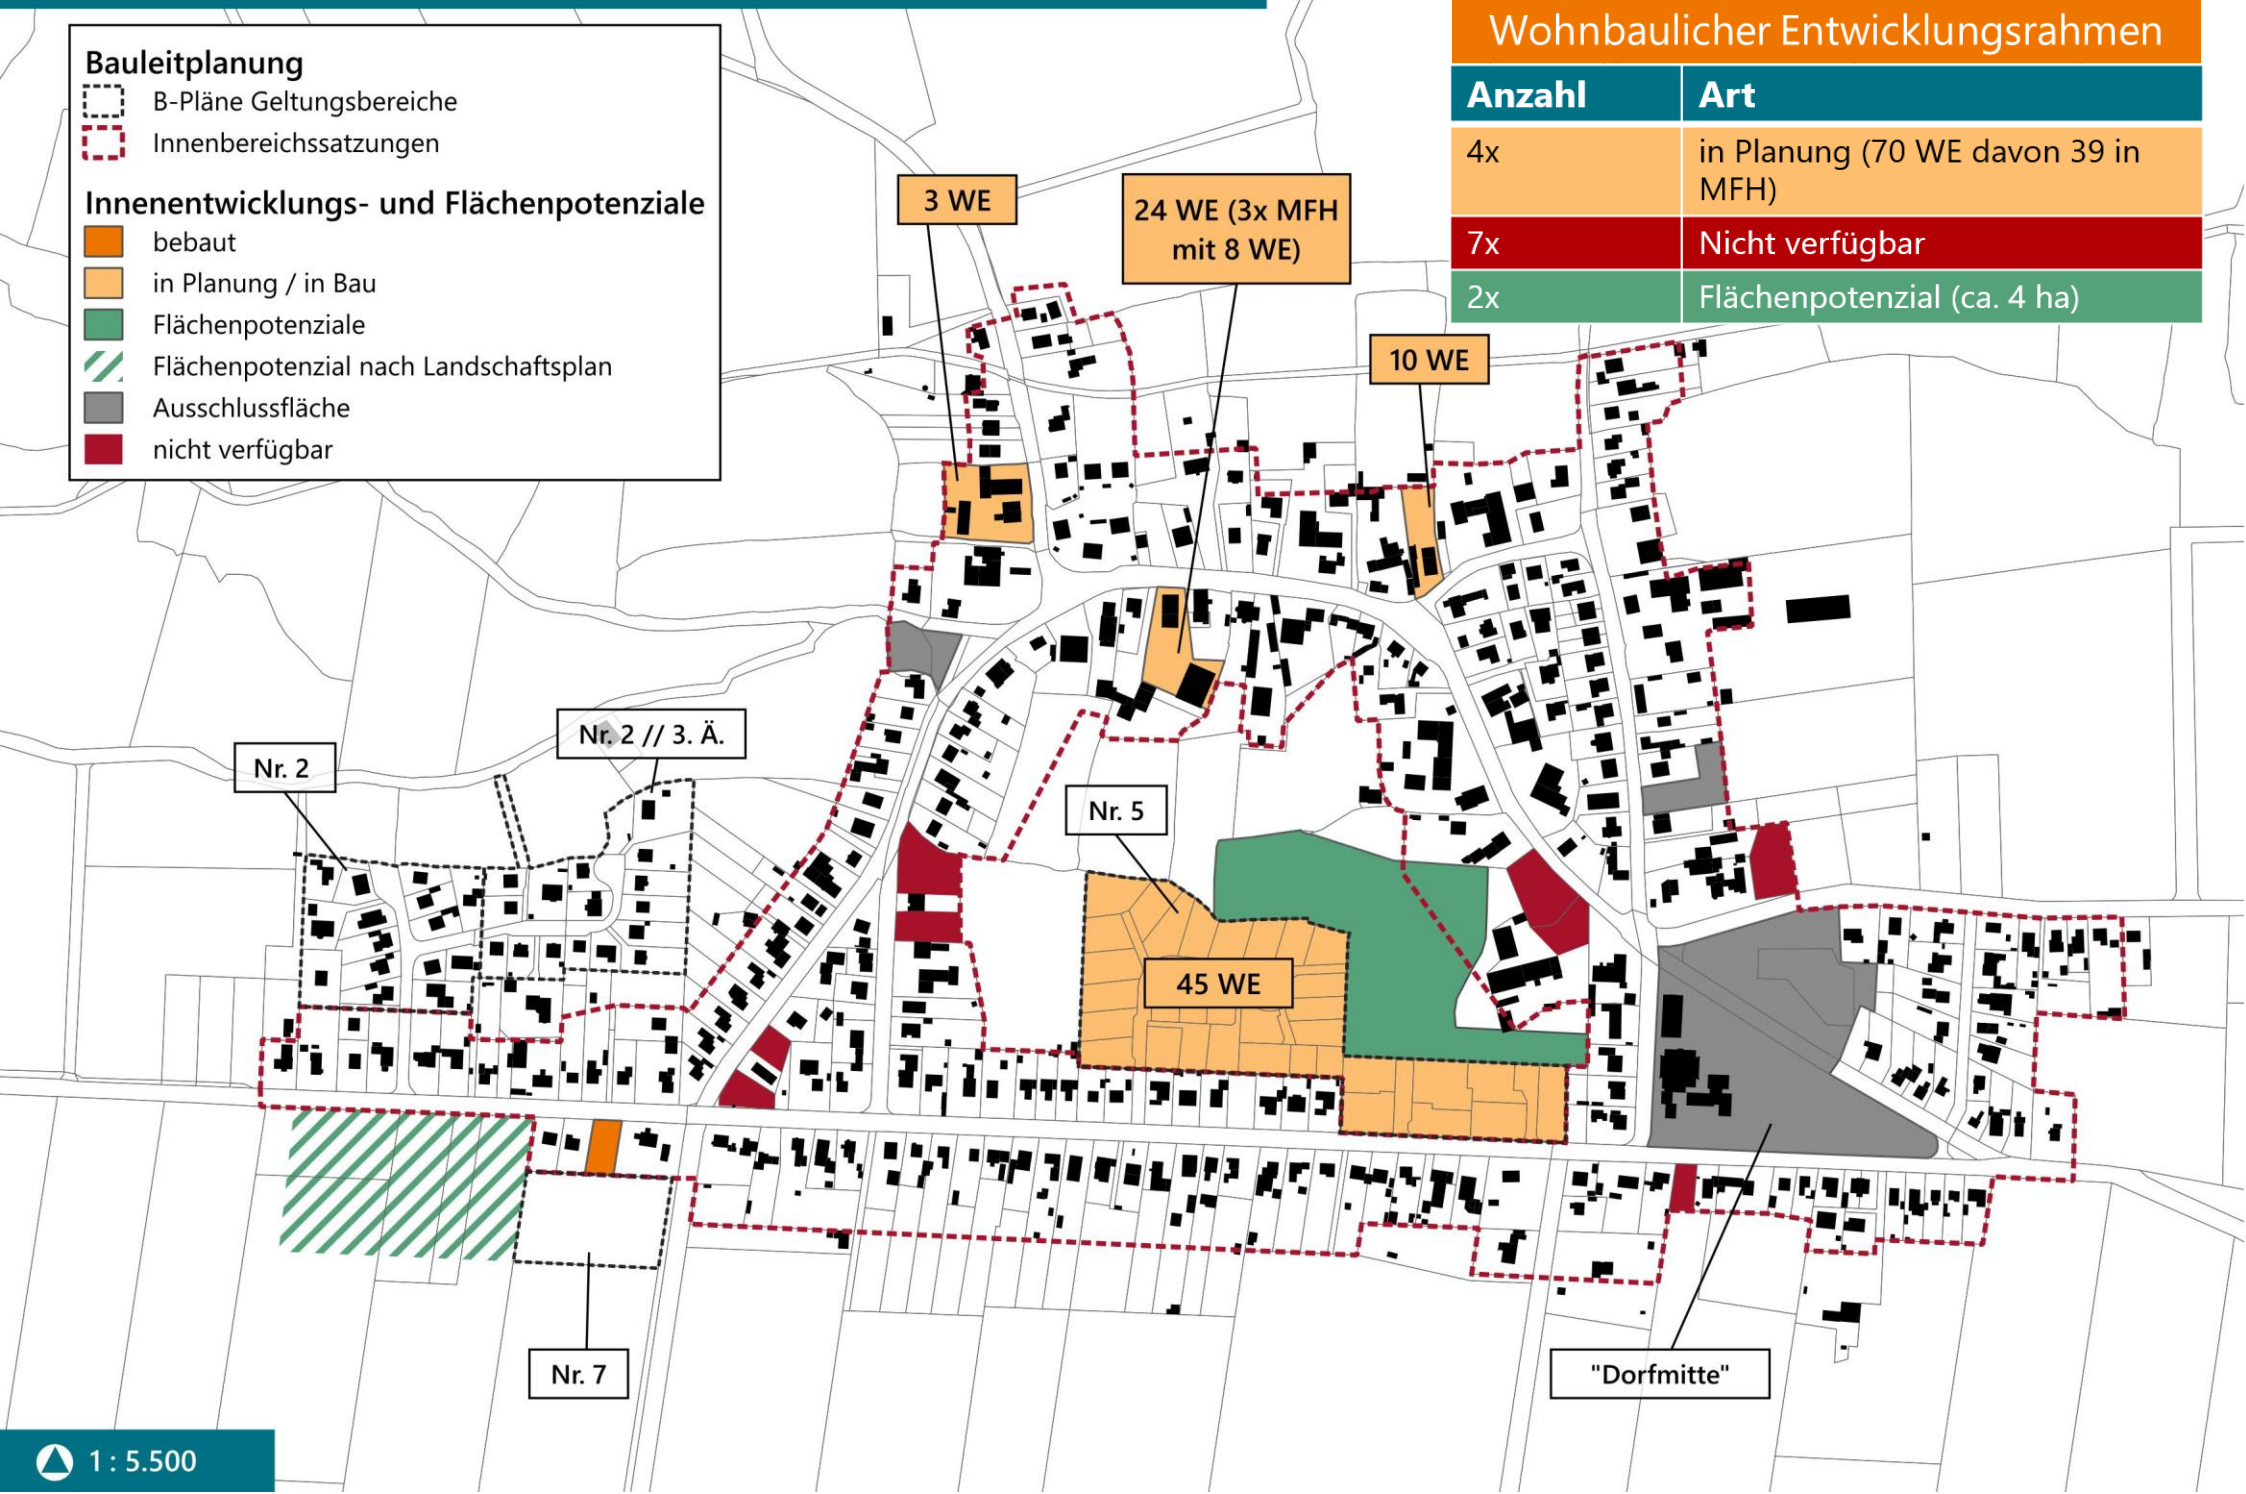 Bauleitplanung
B-Pläne Geltungsbereiche
Innenbereichssatzungen
Innenentwicklungs- und Flächenpotenziale
bebaut
in Planung / in Bau
Flächenpotenziale
Flächenpotenzial nach Landschaftsplan
Ausschlussfläche
nicht verfügbar
Wohnbaulicher Entwicklungsrahmen
Anzahl Art
4x in Planung (70 WE davon 39 in
MFH)
7x Nicht verfügbar
2x Flächenpotenzial (ca. 4 ha)
3 WE
24 WE (3x MFH
mit 8 WE)
10 WE
Nr. 2 // 3. Ä.
Nr. 2
Nr. 5
45 WE
Nr. 7
"Dorfmitte"
1 : 5.500